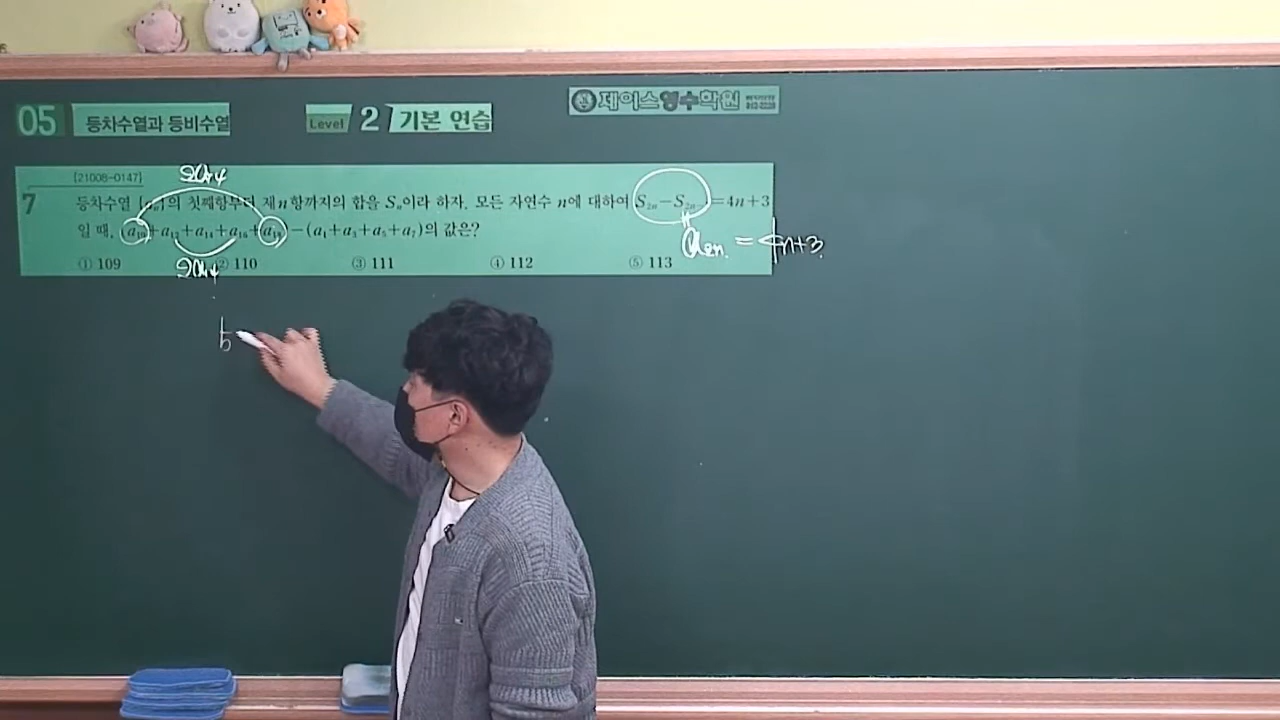 05 등차수열과 등비수열 Level 2 기본 연습
제이스영수학원
[21008-0147]
2a₁₄
7 등차수열 {aₙ}의 첫째항부터 제n항까지의 합을 Sₙ이라 하자. 모든 자연수 n에 대하여 S₂ₙ-S₂ₙ₋₁=4n+3
일 때, (a₁₀+a₁₂+a₁₄+a₁₆+a₁₈)-(a₁+a₃+a₅+a₇)의 값은?
a₂ₙ = 4n+3.
① 109 ② 110 ③ 111 ④ 112 ⑤ 113
2a₁₄
5